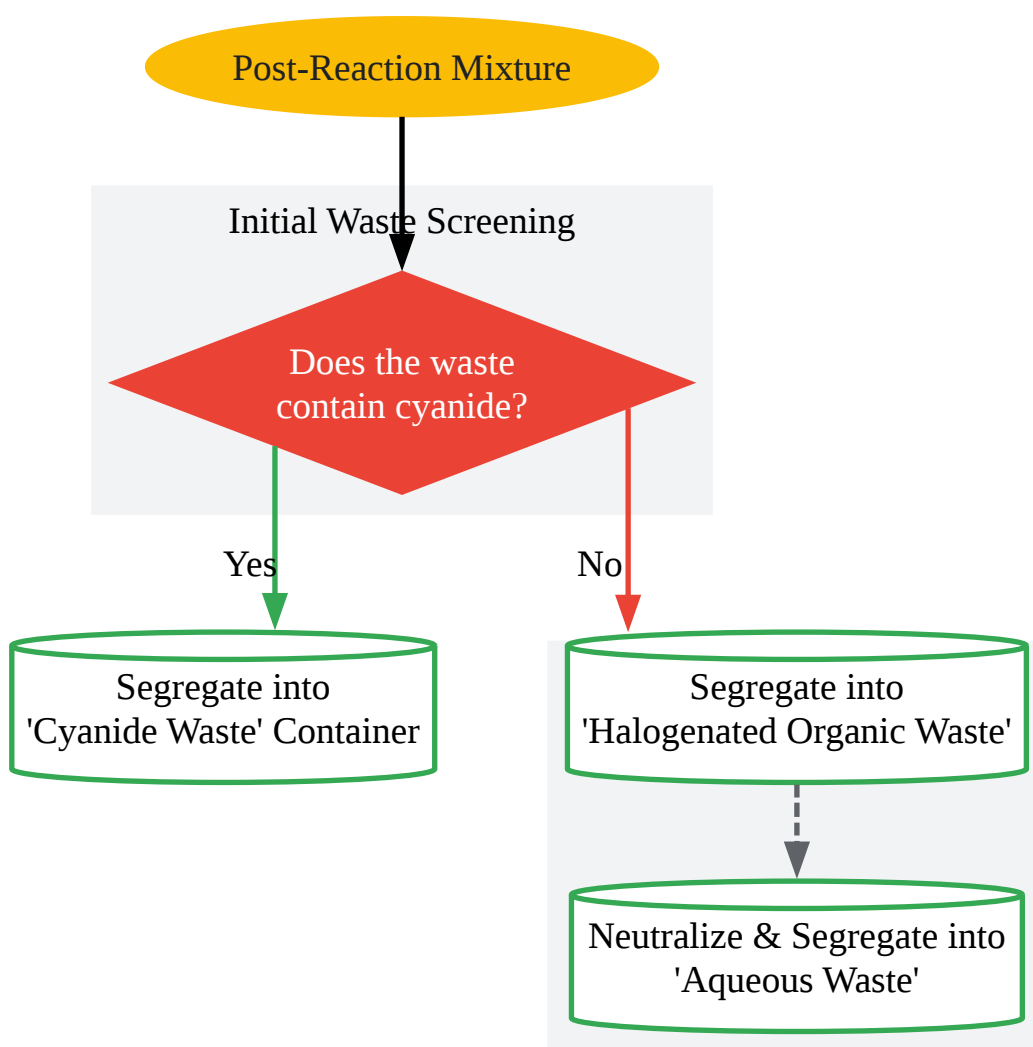 Post-Reaction Mixture
Initial Waste Screening
Does the waste
contain cyanide?
Yes
No
Segregate into
'Cyanide Waste' Container
Segregate into
'Halogenated Organic Waste'
Neutralize & Segregate into
'Aqueous Waste'